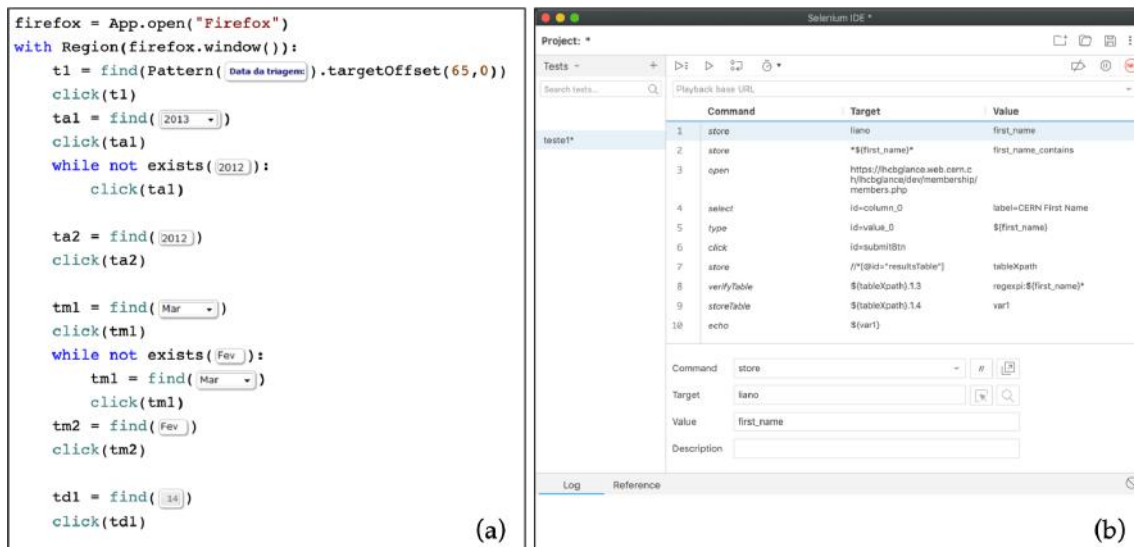 firefox = App.open("Firefox")
with Region(firefox.window()):
t1 = find(Pattern( Data da triagem: ).targetOffset(65,0))
click(t1)
ta1 = find( 2013 )
click(ta1)
while not exists( 2012 ):
click(ta1)
ta2 = find( 2012 )
click(ta2)
tm1 = find( Mar )
click(tm1)
while not exists( Fev ):
tm1 = find( Mar )
click(tm1)
tm2 = find( Fev )
click(tm2)
td1 = find( 14 )
click(td1)
(a)
Selenium IDE *
Project: *
Tests
Search tests...
teste1*
Playback base URL
Command Target Value
1 store liano first_name
2 store *${first_name}* first_name_contains
3 open https://lhcbglance.web.cern.c
h/lhcbglance/dev/membership/
members.php
4 select id=column_0 label=CERN First Name
5 type id=value_0 ${first_name}
6 click id=submitBtn
7 store //*[@id="resultsTable"] tableXpath
8 verifyTable ${tableXpath}.1.3 regexpi:${first_name}*
9 storeTable ${tableXpath}.1.4 var1
10 echo ${var1}
Command store //
Target liano
Value first_name
Description
Log Reference
(b)